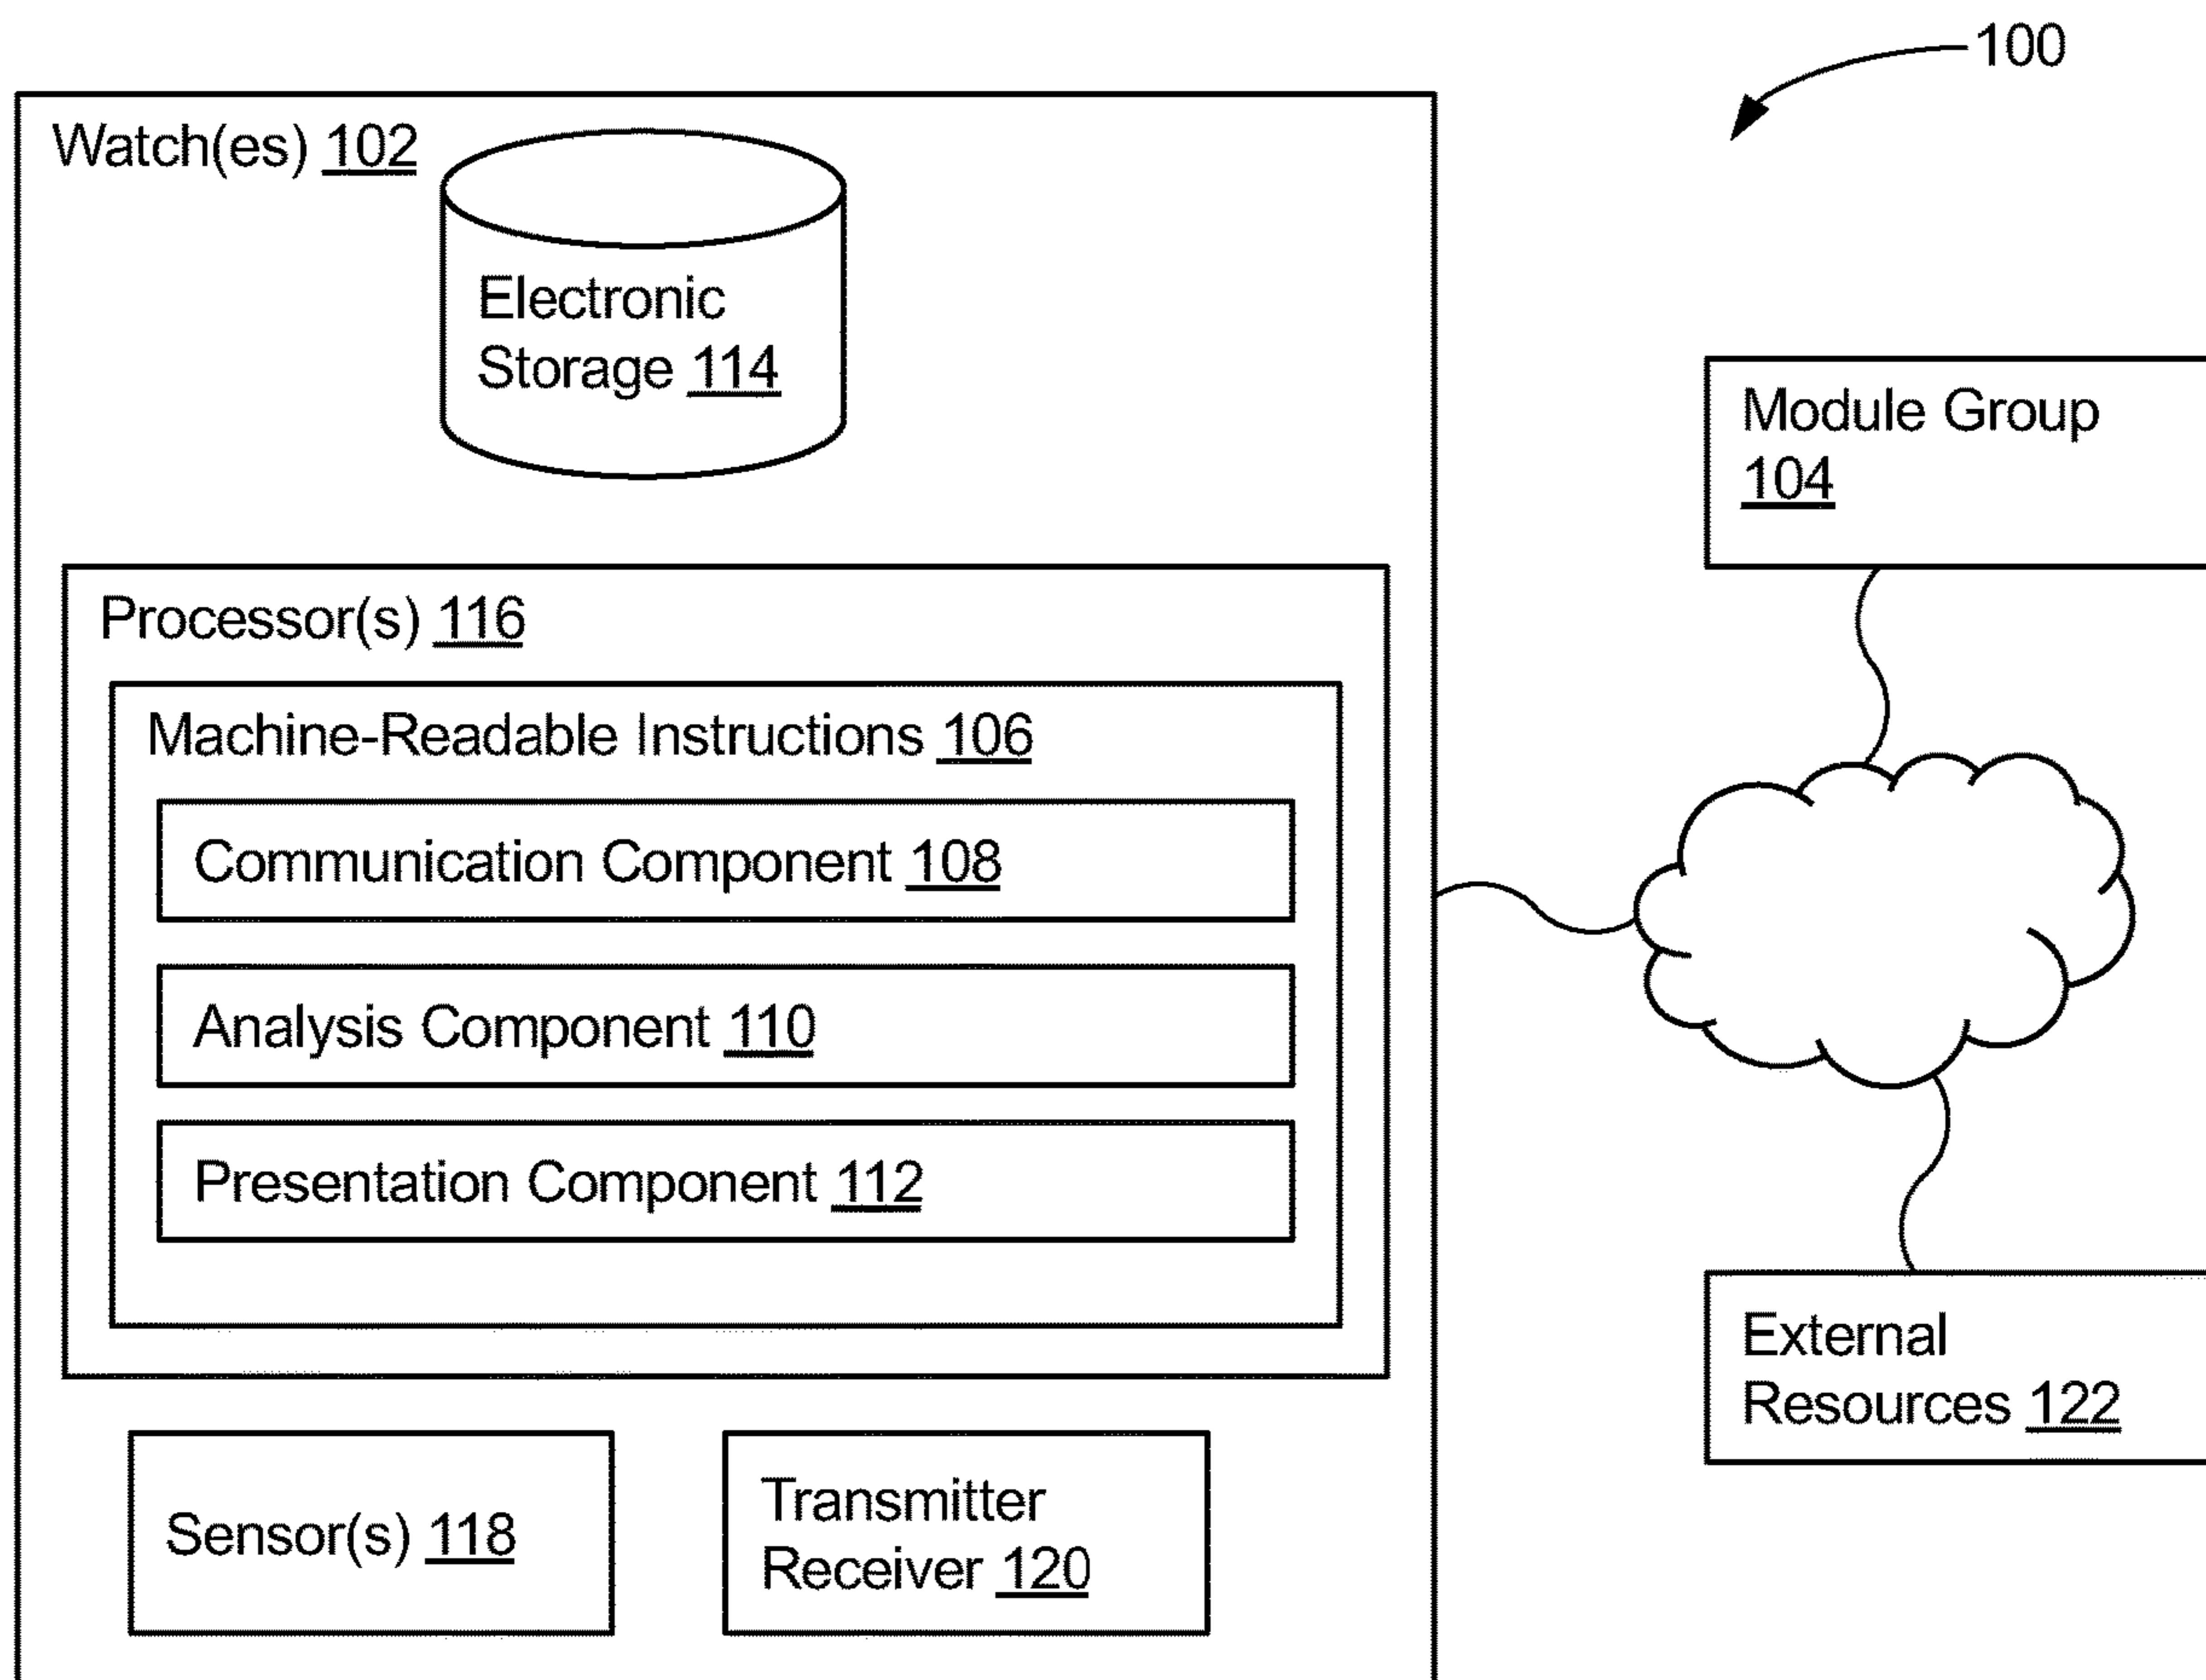 100
Watch(es) 102
Electronic
Storage 114
Module Group
104
Processor(s) 116
Machine-Readable Instructions 106
Communication Component 108
Analysis Component 110
Presentation Component 112
External
Resources 122
Sensor(s) 118
Transmitter
Receiver 120